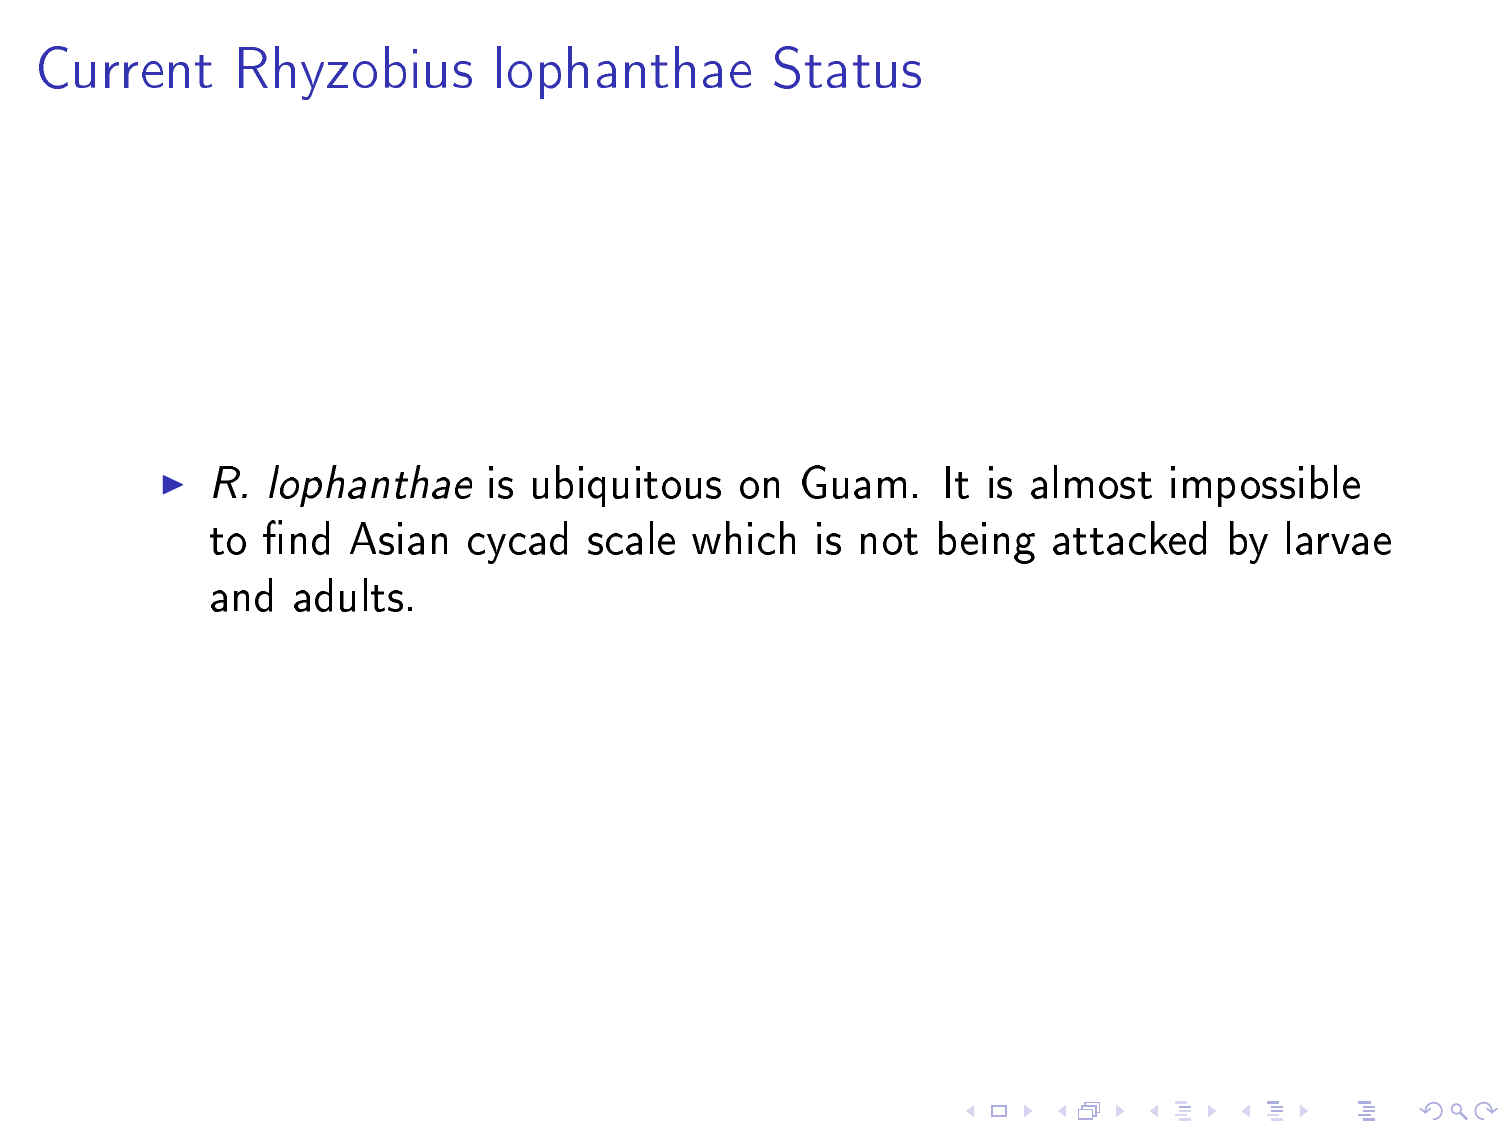 Current Rhyzobius lophanthae Status
R. lophanthae is ubiquitous on Guam. It is almost impossible
to find Asian cycad scale which is not being attacked by larvae
and adults.